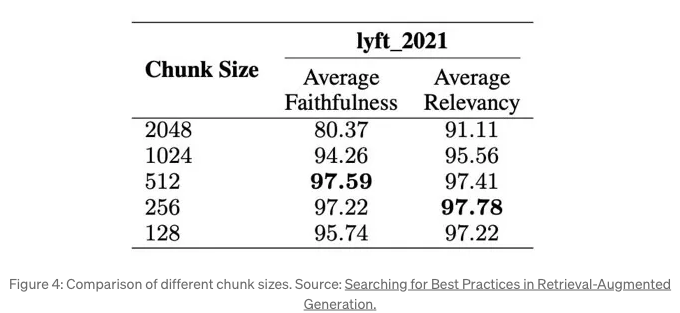 lyft_2021
Chunk Size
Average Faithfulness
Average Relevancy
2048 80.37 91.11
1024 94.26 95.56
512 97.59 97.41
256 97.22 97.78
128 95.74 97.22
Figure 4: Comparison of different chunk sizes. Source: Searching for Best Practices in Retrieval-Augmented
Generation.